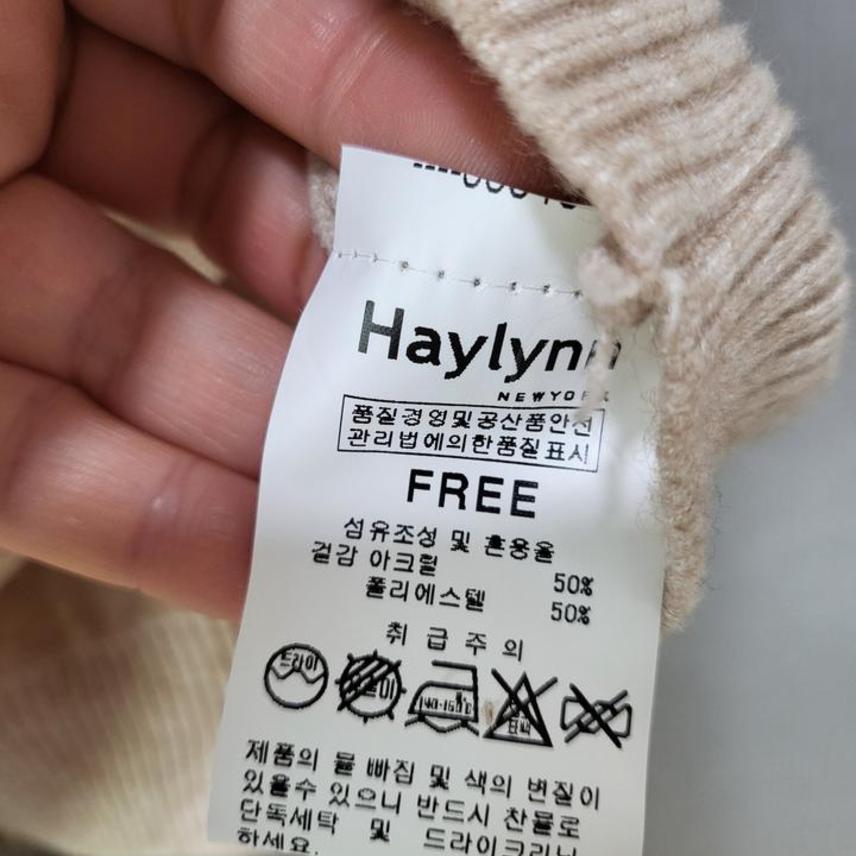 Haylynn
NEWYORK
품질경영및공산품안전
관리법에의한품질표시
FREE
섬유조성 및 혼용율
겉감 아크릴 50%
폴리에스텔 50%
취 급 주 의
드라이
140-160℃
표백
제품의 물 빠짐 및 색의 변질이
있을수 있으니 반드시 찬물로
단독세탁 및 드라이크리닝
하세요.